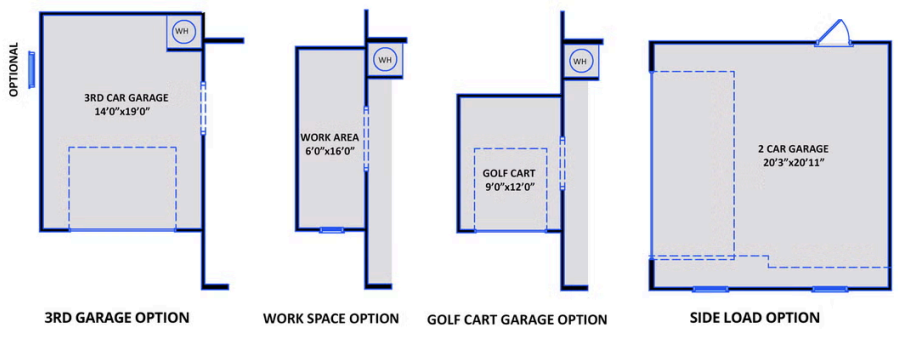 OPTIONAL
WH
3RD CAR GARAGE
14'0"x19'0"
3RD GARAGE OPTION
WH
WORK AREA
6'0"x16'0"
WORK SPACE OPTION
WH
GOLF CART
9'0"x12'0"
GOLF CART GARAGE OPTION
2 CAR GARAGE
20'3"x20'11"
SIDE LOAD OPTION